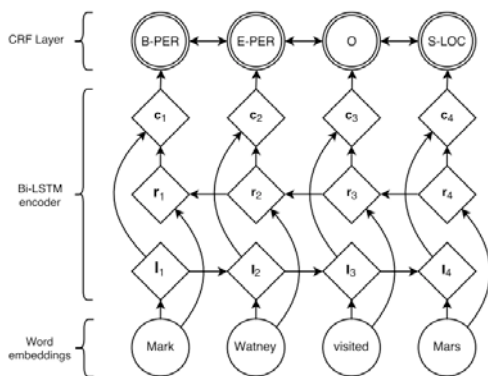 CRF Layer
B-PER E-PER O S-LOC
c1 c2 c3 c4
Bi-LSTM
encoder
r1 r2 r3 r4
l1 l2 l3 l4
Word
embeddings
Mark Watney visited Mars